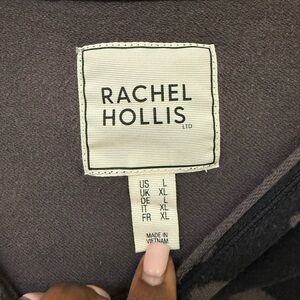 RACHEL
HOLLIS
LTD
US L
UK XL
DE L
IT XL
FR XL
MADE IN
VIETNAM